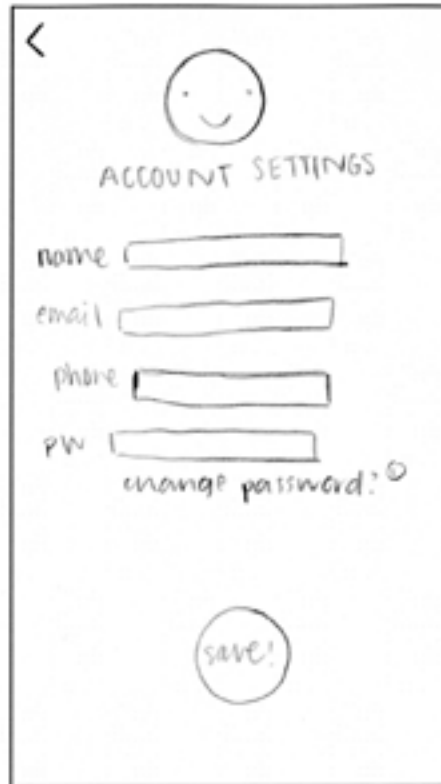 ACCOUNT SETTINGS
name
email
phone
pw
change password?
save!